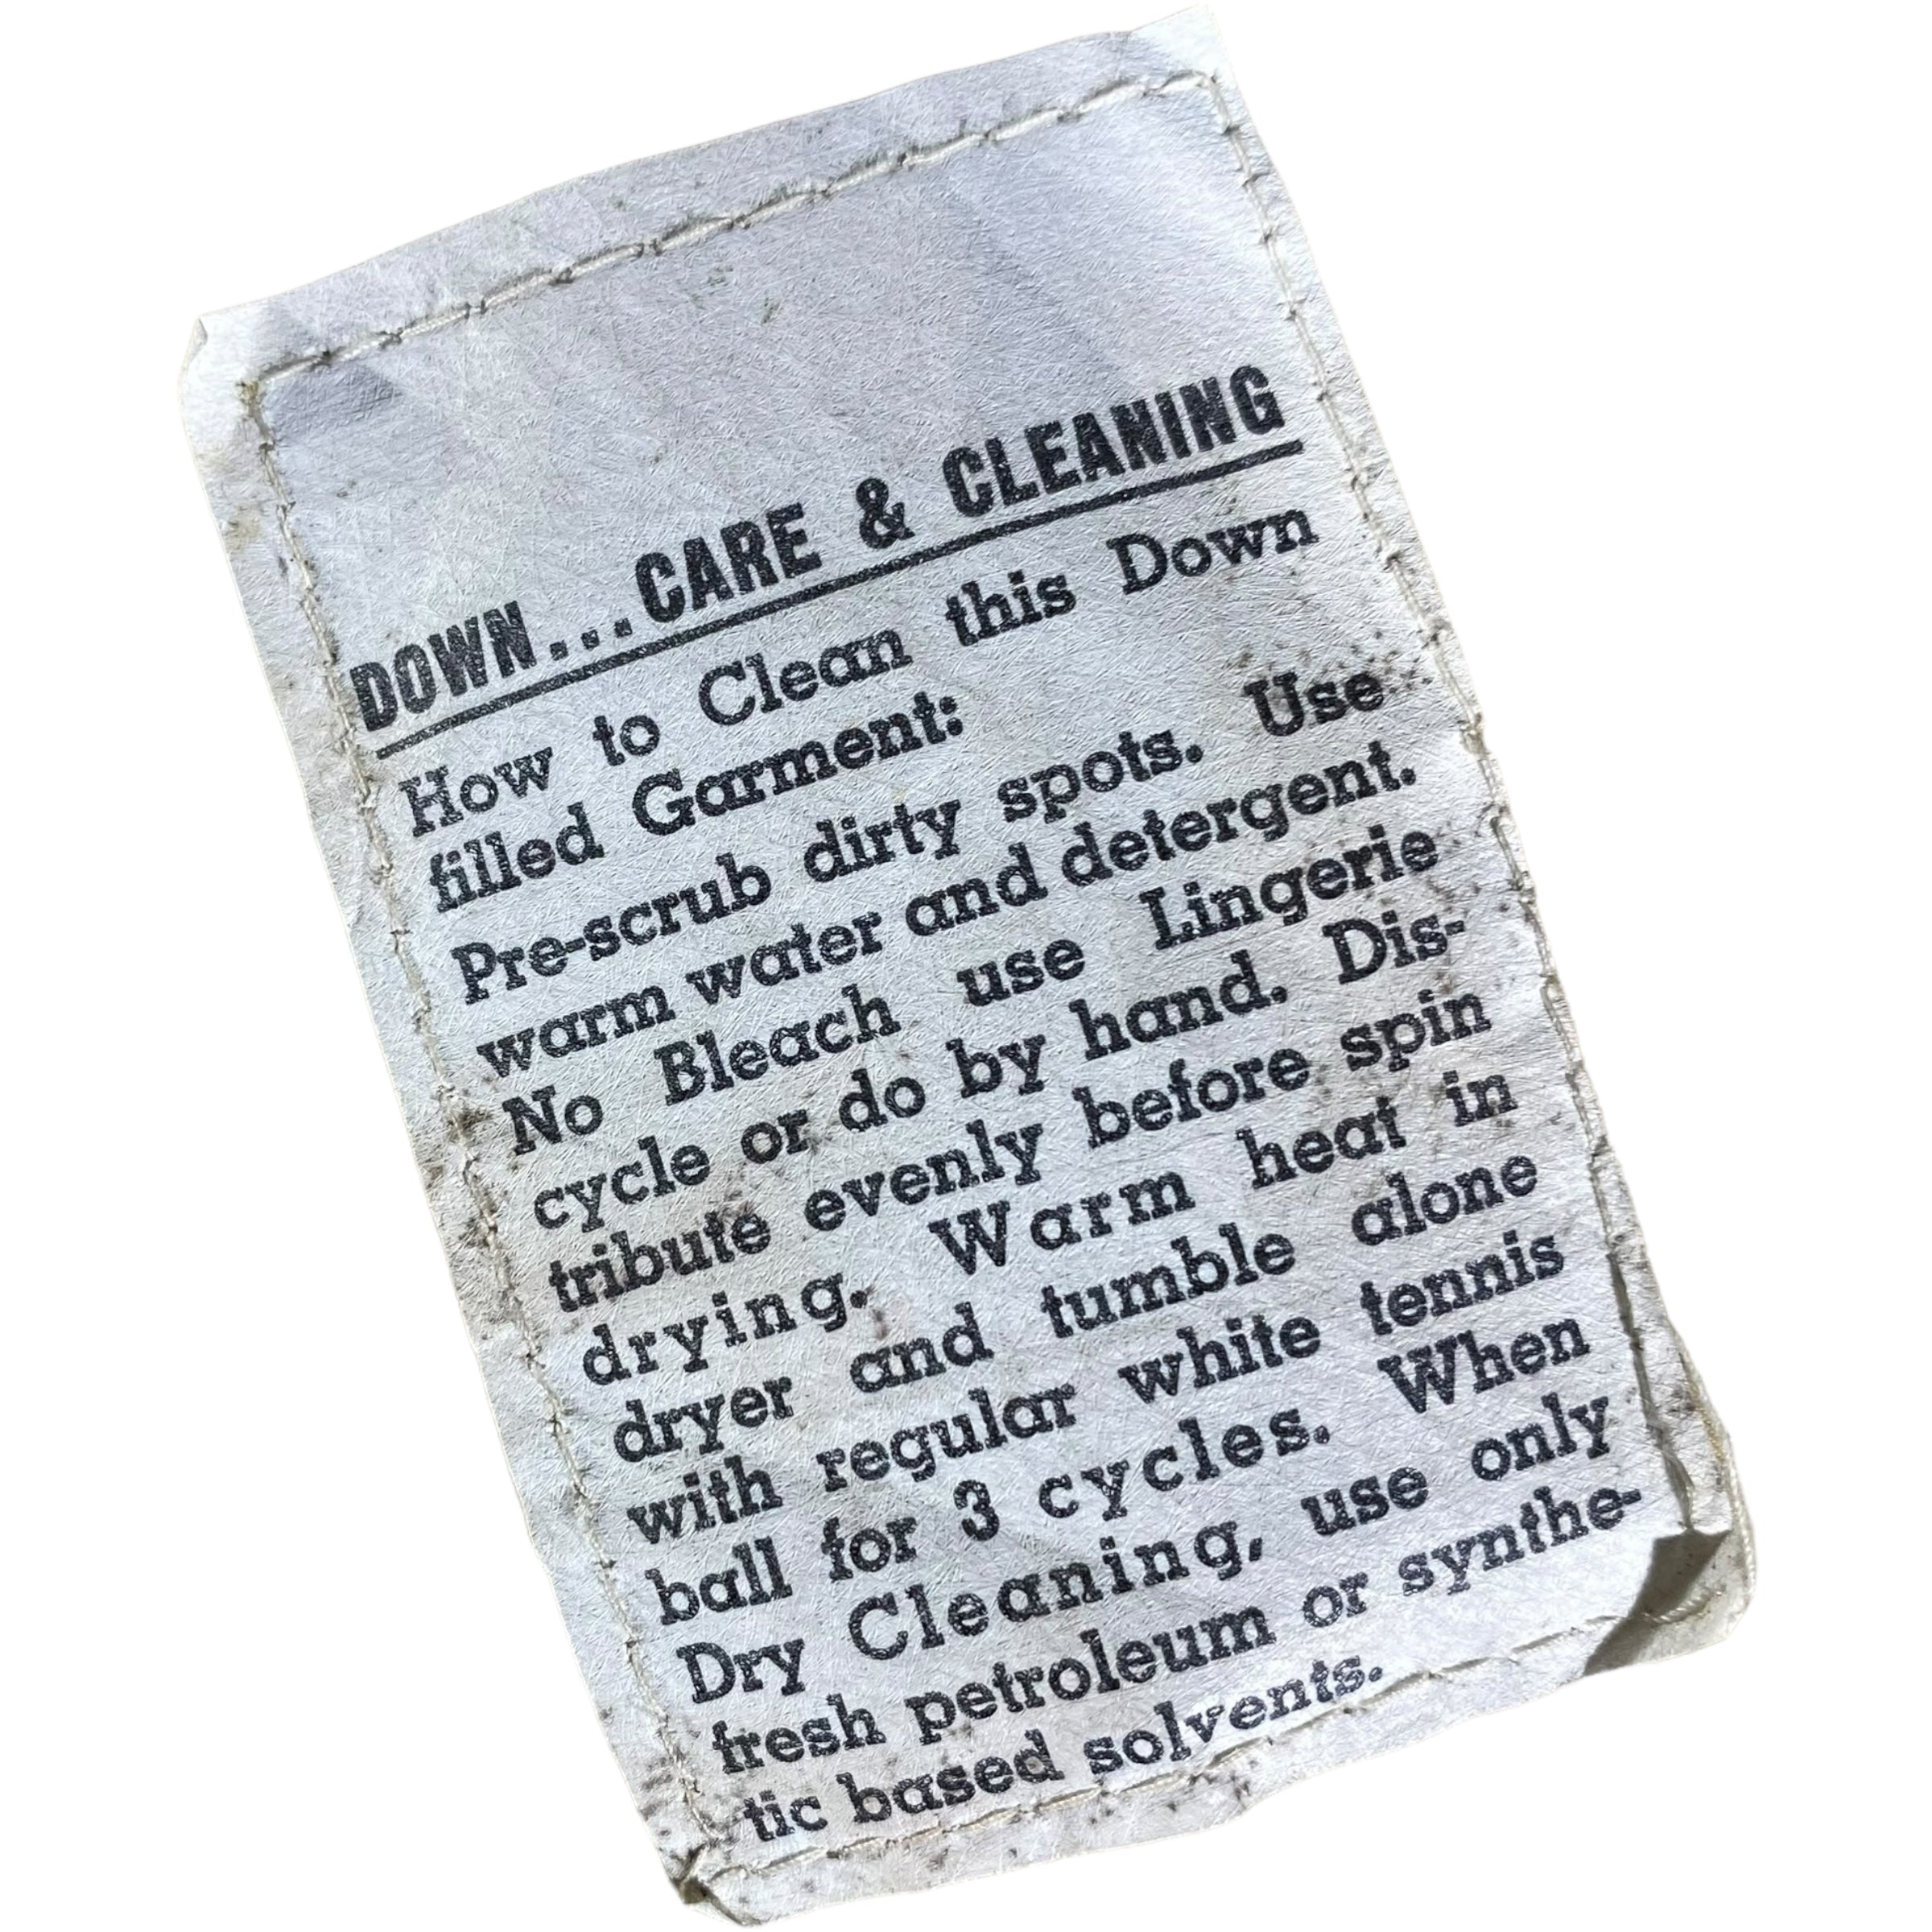 DOWN...CARE & CLEANING
How to Clean this Down
filled Garment:
Pre-scrub dirty spots. Use
warm water and detergent.
No Bleach use Lingerie
cycle or do by hand. Dis-
tribute evenly before spin
drying. Warm heat in
dryer and tumble alone
with regular white tennis
ball for 3 cycles. When
Dry Cleaning, use only
fresh petroleum or synthe-
tic based solvents.